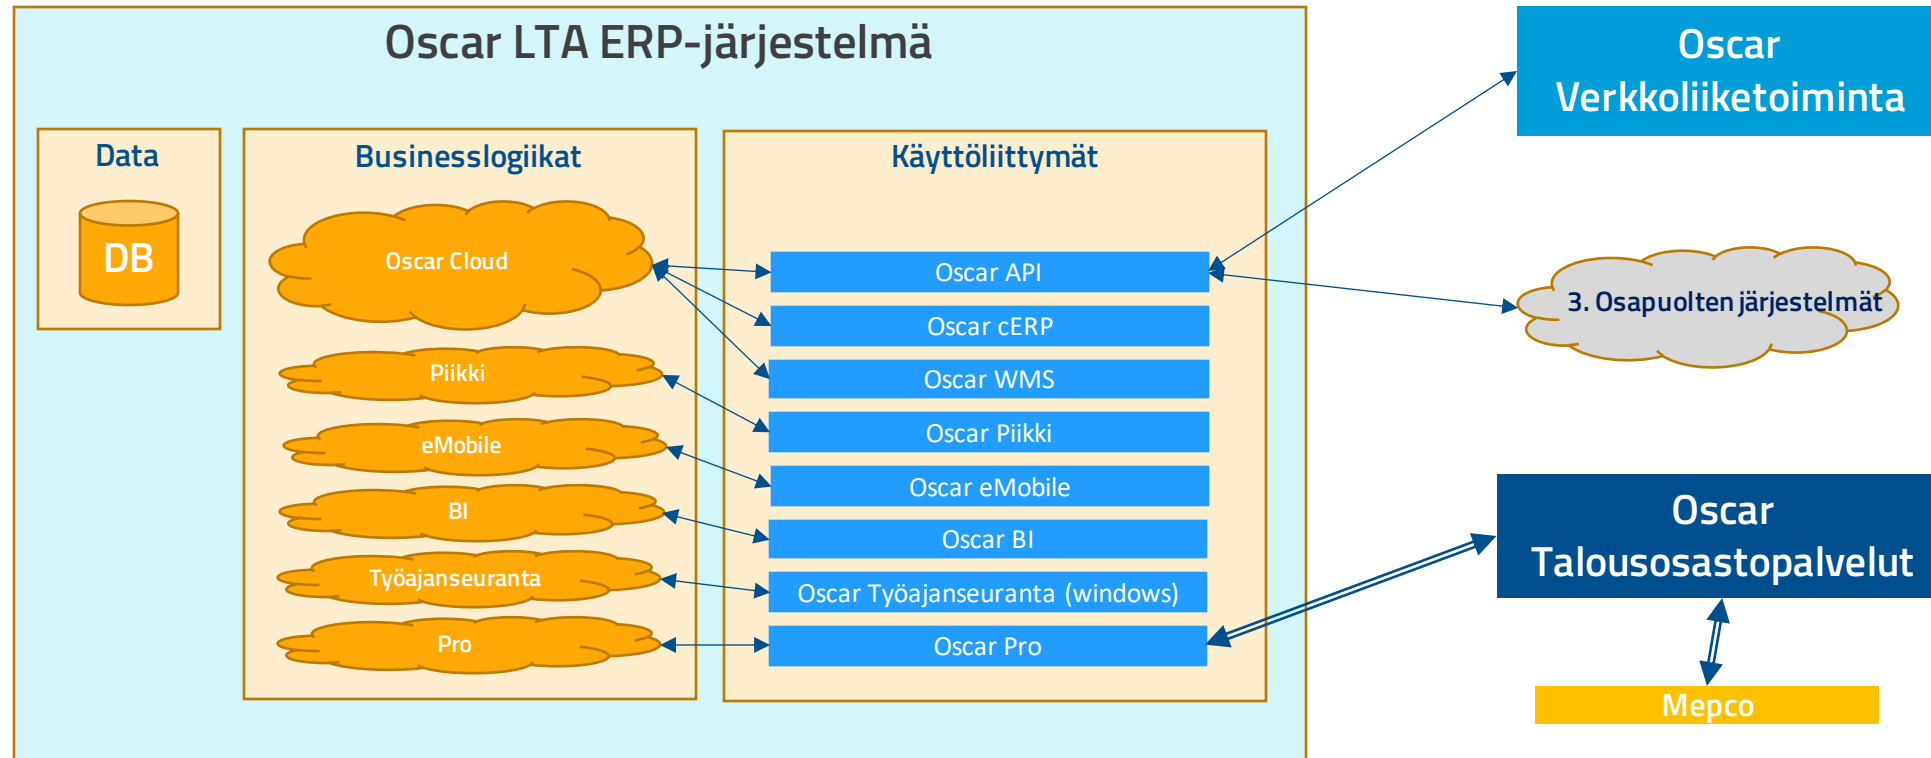 Oscar LTA ERP-järjestelmä
Data
DB
Businesslogiikat
Oscar Cloud
Piikki
eMobile
BI
Työajanseuranta
Pro
Käyttöliittymät
Oscar API
Oscar cERP
Oscar WMS
Oscar Piikki
Oscar eMobile
Oscar BI
Oscar Työajanseuranta (windows)
Oscar Pro
Oscar
Verkkoliiketoiminta
3. Osapuolten järjestelmät
Oscar
Talousosastopalvelut
Mepco